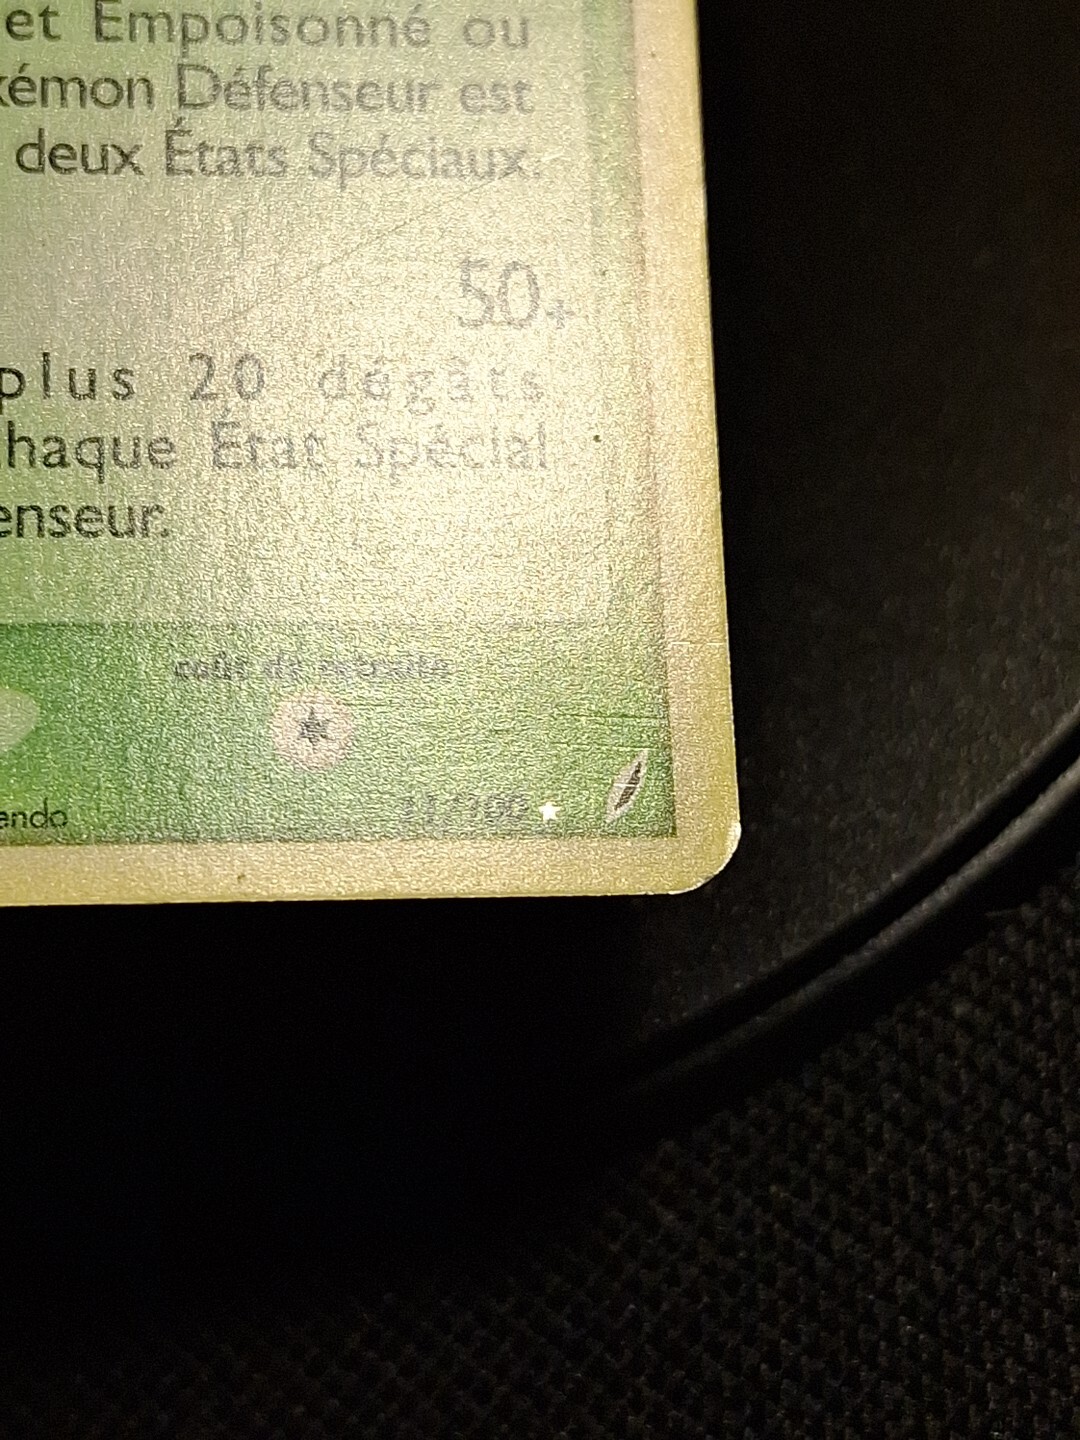 et Empoisonné ou
kémon Défenseur est
deux États Spéciaux.
50+
plus 20 dégâts
haque État Spécial
enseur.
coût de retraite
endo